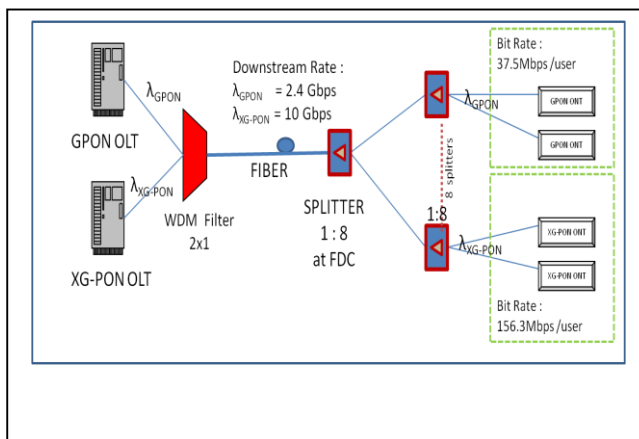 λGPON
GPON OLT
λXG-PON
XG-PON OLT
WDM Filter
2x1
Downstream Rate :
λGPON = 2.4 Gbps
λXG-PON = 10 Gbps
FIBER
SPLITTER
1 : 8
at FDC
8 splitters
1:8
λGPON
λXG-PON
Bit Rate :
37.5Mbps/user
GPON ONT
GPON ONT
XG-PON ONT
XG-PON ONT
Bit Rate :
156.3Mbps/user